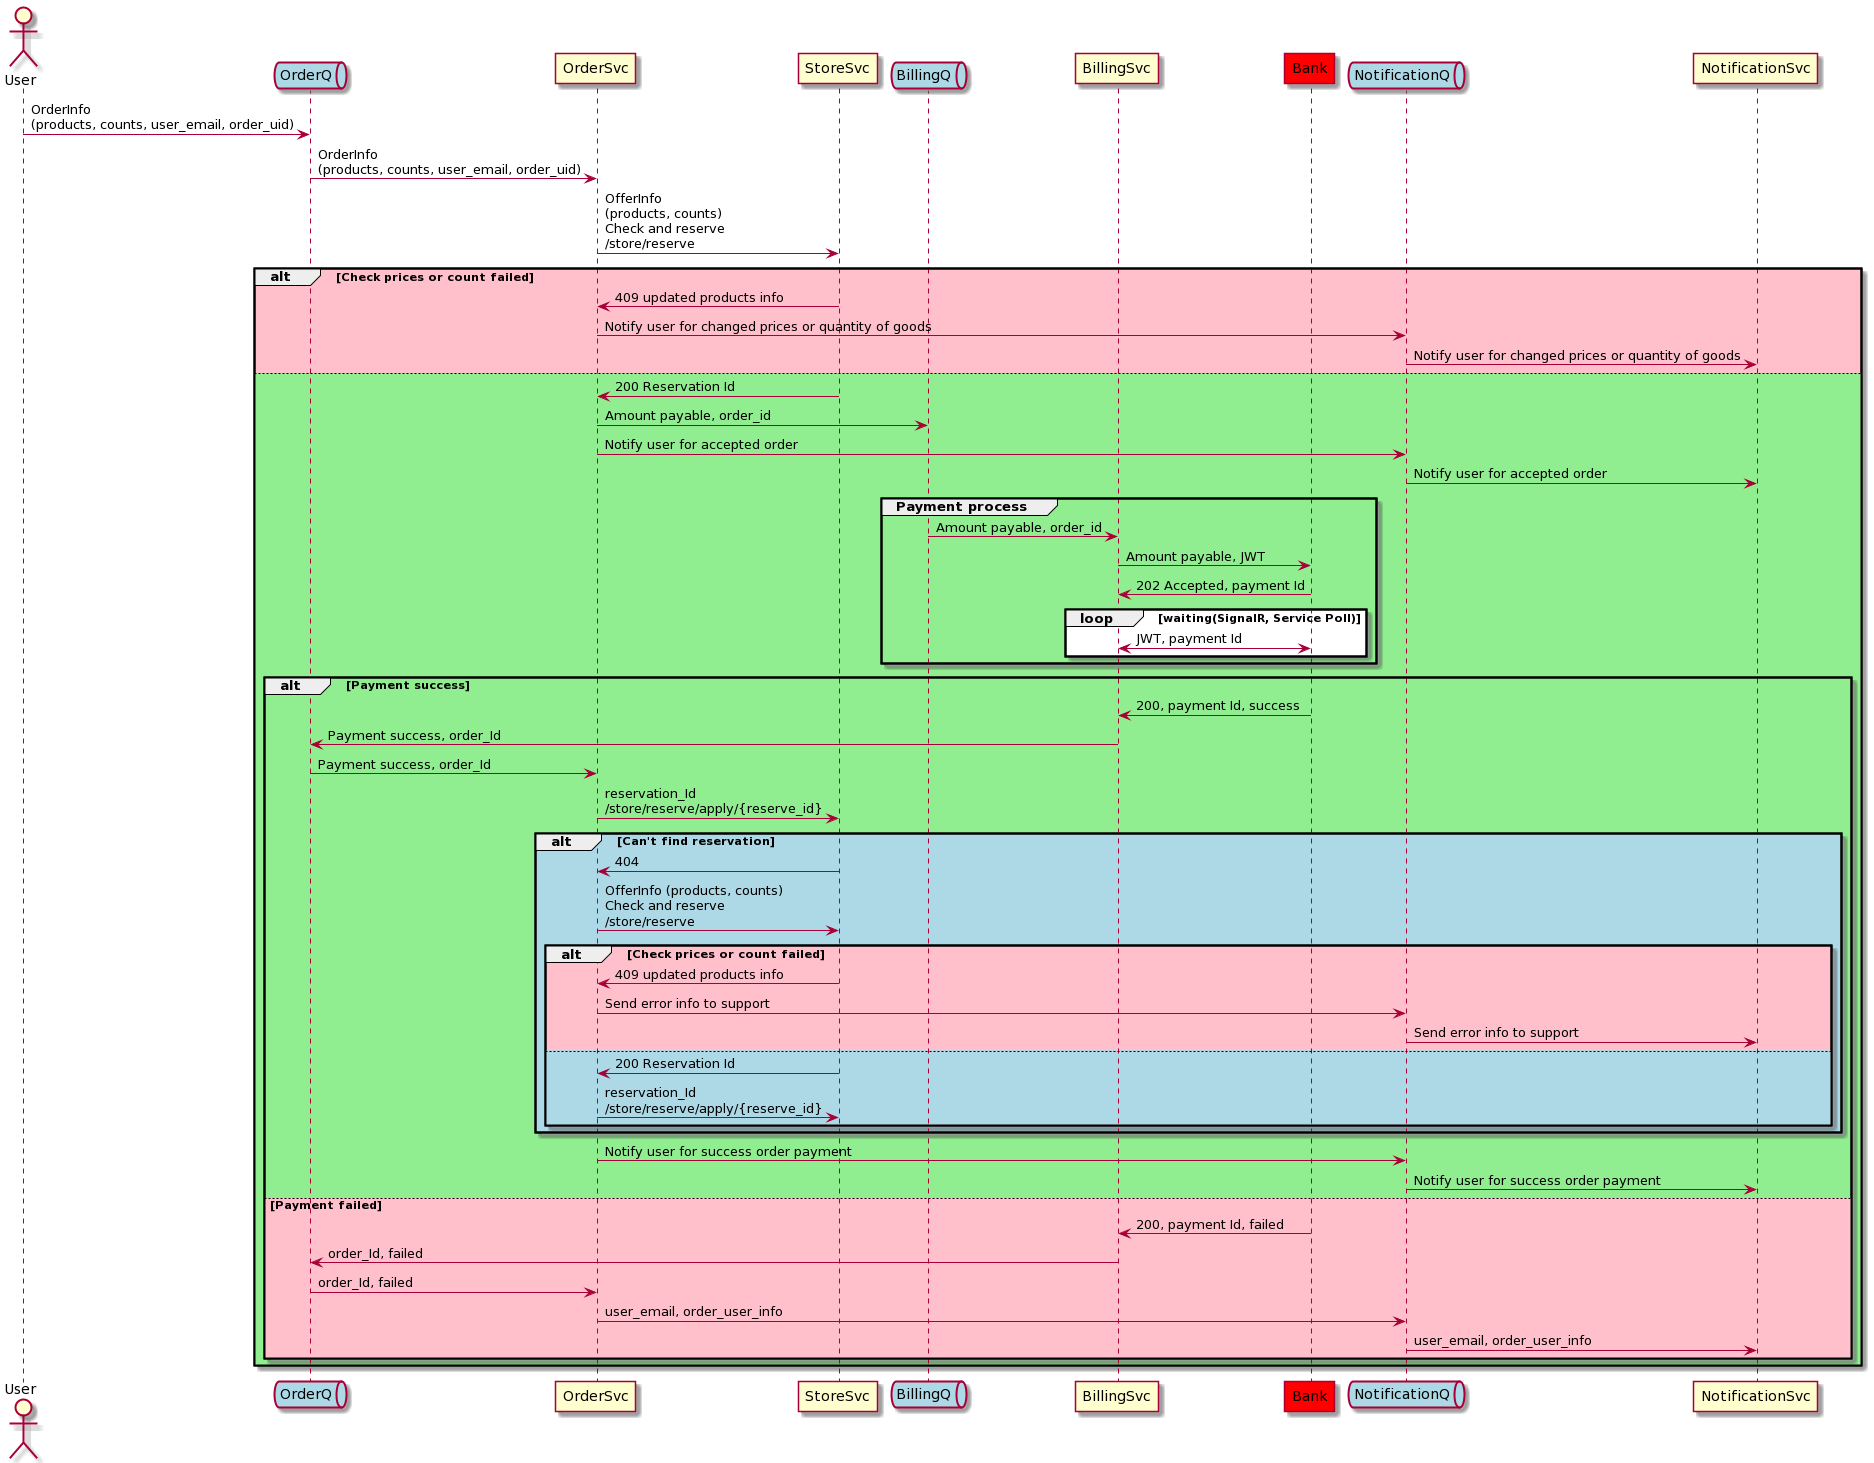 User
OrderQ
OrderSvc
StoreSvc
BillingQ
BillingSvc
Bank
NotificationQ
NotificationSvc
OrderInfo
(products, counts, user_email, order_uid)
OrderInfo
(products, counts, user_email, order_uid)
OfferInfo
(products, counts)
Check and reserve
/store/reserve
alt [Check prices or count failed]
409 updated products info
Notify user for changed prices or quantity of goods
Notify user for changed prices or quantity of goods
200 Reservation Id
Amount payable, order_id
Notify user for accepted order
Notify user for accepted order
Payment process
Amount payable, order_id
Amount payable, JWT
202 Accepted, payment Id
loop [waiting(SignalR, Service Poll)]
JWT, payment Id
alt [Payment success]
200, payment Id, success
Payment success, order_Id
Payment success, order_Id
reservation_Id
/store/reserve/apply/{reserve_id}
alt [Can't find reservation]
404
OfferInfo (products, counts)
Check and reserve
/store/reserve
alt [Check prices or count failed]
409 updated products info
Send error info to support
Send error info to support
200 Reservation Id
reservation_Id
/store/reserve/apply/{reserve_id}
Notify user for success order payment
Notify user for success order payment
[Payment failed]
200, payment Id, failed
order_Id, failed
order_Id, failed
user_email, order_user_info
user_email, order_user_info
User
OrderQ
OrderSvc
StoreSvc
BillingQ
BillingSvc
Bank
NotificationQ
NotificationSvc